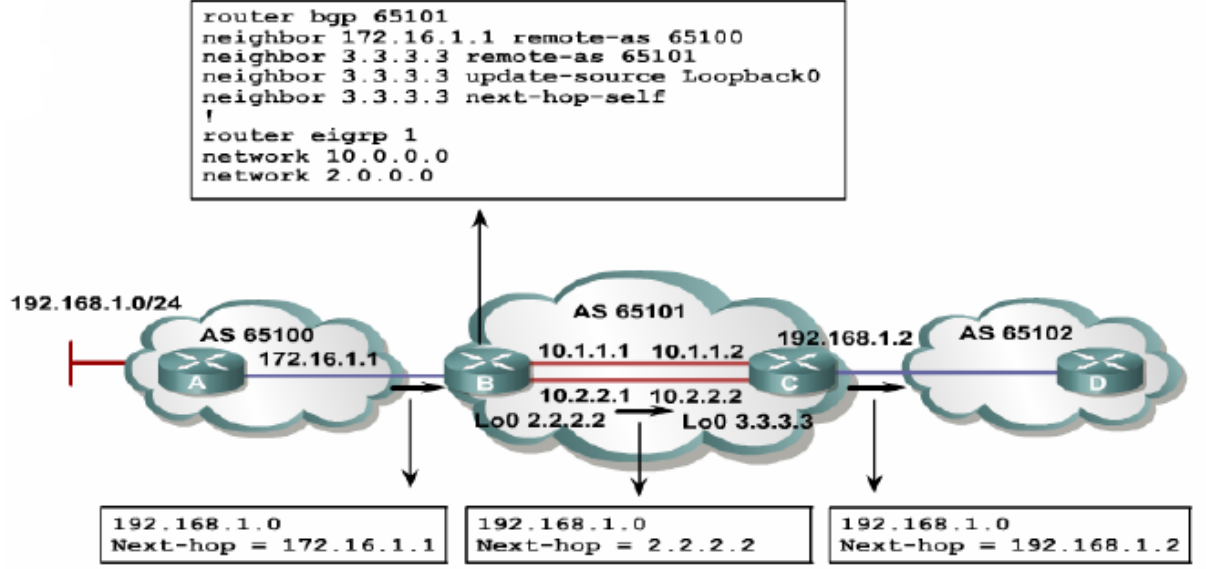 router bgp 65101
neighbor 172.16.1.1 remote-as 65100
neighbor 3.3.3.3 remote-as 65101
neighbor 3.3.3.3 update-source Loopback0
neighbor 3.3.3.3 next-hop-self
!
router eigrp 1
network 10.0.0.0
network 2.0.0.0
192.168.1.0/24
AS 65100
172.16.1.1
A
AS 65101
10.1.1.1 10.1.1.2
B
C
10.2.2.1 10.2.2.2
Lo0 2.2.2.2
Lo0 3.3.3.3
192.168.1.2
AS 65102
D
192.168.1.0
Next-hop = 172.16.1.1
192.168.1.0
Next-hop = 2.2.2.2
192.168.1.0
Next-hop = 192.168.1.2